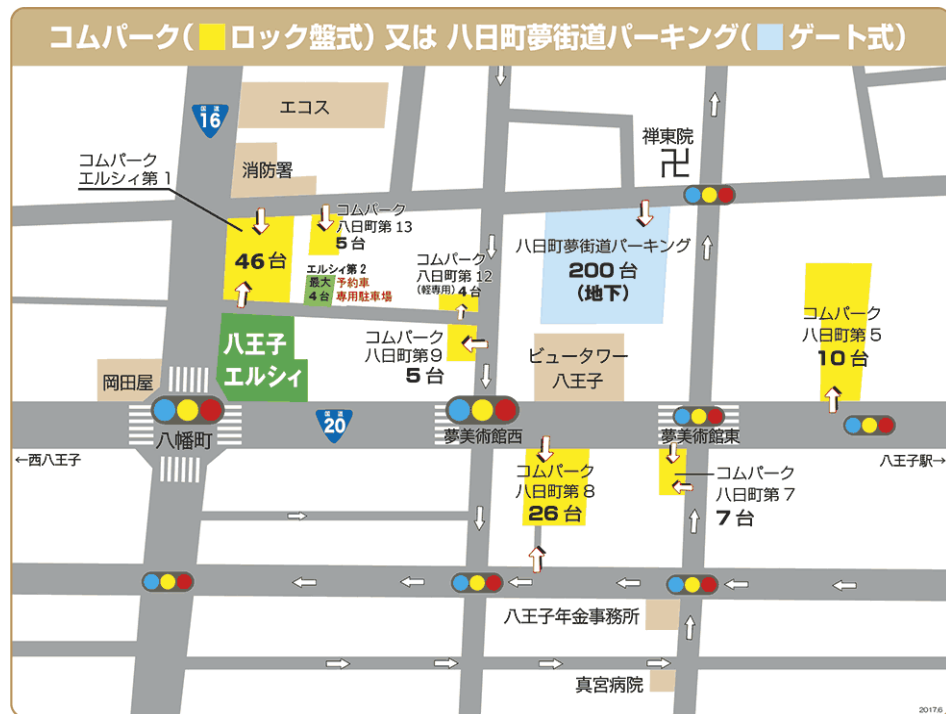 コムパーク(ロック盤式)又は 八日町夢街道パーキング(ゲート式)
国道
16
エコス
消防署
コムパーク
エルシィ第1
46台
コムパーク
八日町第13
5台
エルシィ第2
最大
4台
予約車
専用駐車場
コムパーク
八日町第12
(軽専用)4台
コムパーク
八日町第9
5台
禅東院
卍
八日町夢街道パーキング
200台
(地下)
コムパーク
八日町第5
10台
八王子
エルシィ
岡田屋
ビュータワー
八王子
八幡町
国道
20
夢美術館西
夢美術館東
←西八王子
八王子駅→
コムパーク
八日町第8
26台
コムパーク
八日町第7
7台
八王子年金事務所
真宮病院
2017.6